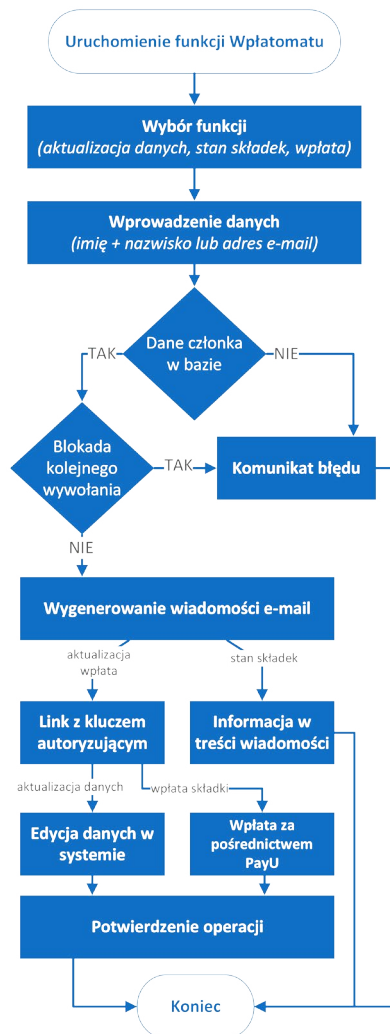 Uruchomienie funkcji Wpłatomatu
Wybór funkcji
(aktualizacja danych, stan składek, wpłata)
Wprowadzenie danych
(imię + nazwisko lub adres e-mail)
Dane członka
w bazie
TAK
NIE
Blokada
kolejnego
wywołania
TAK
Komunikat błędu
NIE
Wygenerowanie wiadomości e-mail
aktualizacja
wpłata
stan składek
Link z kluczem
autoryzującym
Informacja w
treści wiadomości
aktualizacja danych
wpłata składki
Edycja danych w
systemie
Wpłata za
pośrednictwem
PayU
Potwierdzenie operacji
Koniec